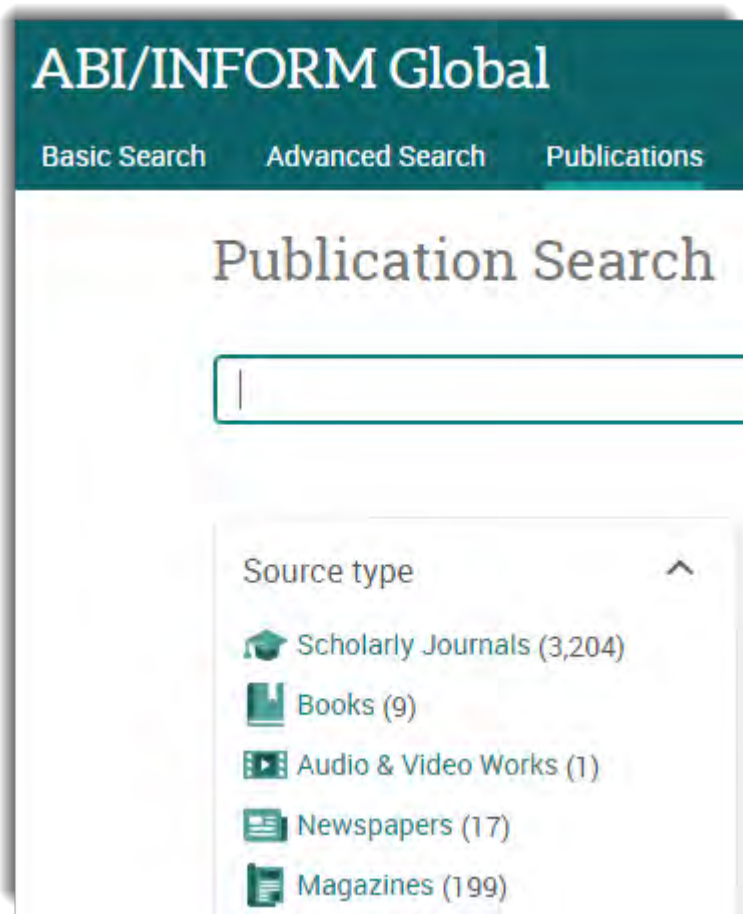 ABI/INFORM Global
Basic Search Advanced Search Publications
Publication Search
Source type
Scholarly Journals (3,204)
Books (9)
Audio & Video Works (1)
Newspapers (17)
Magazines (199)